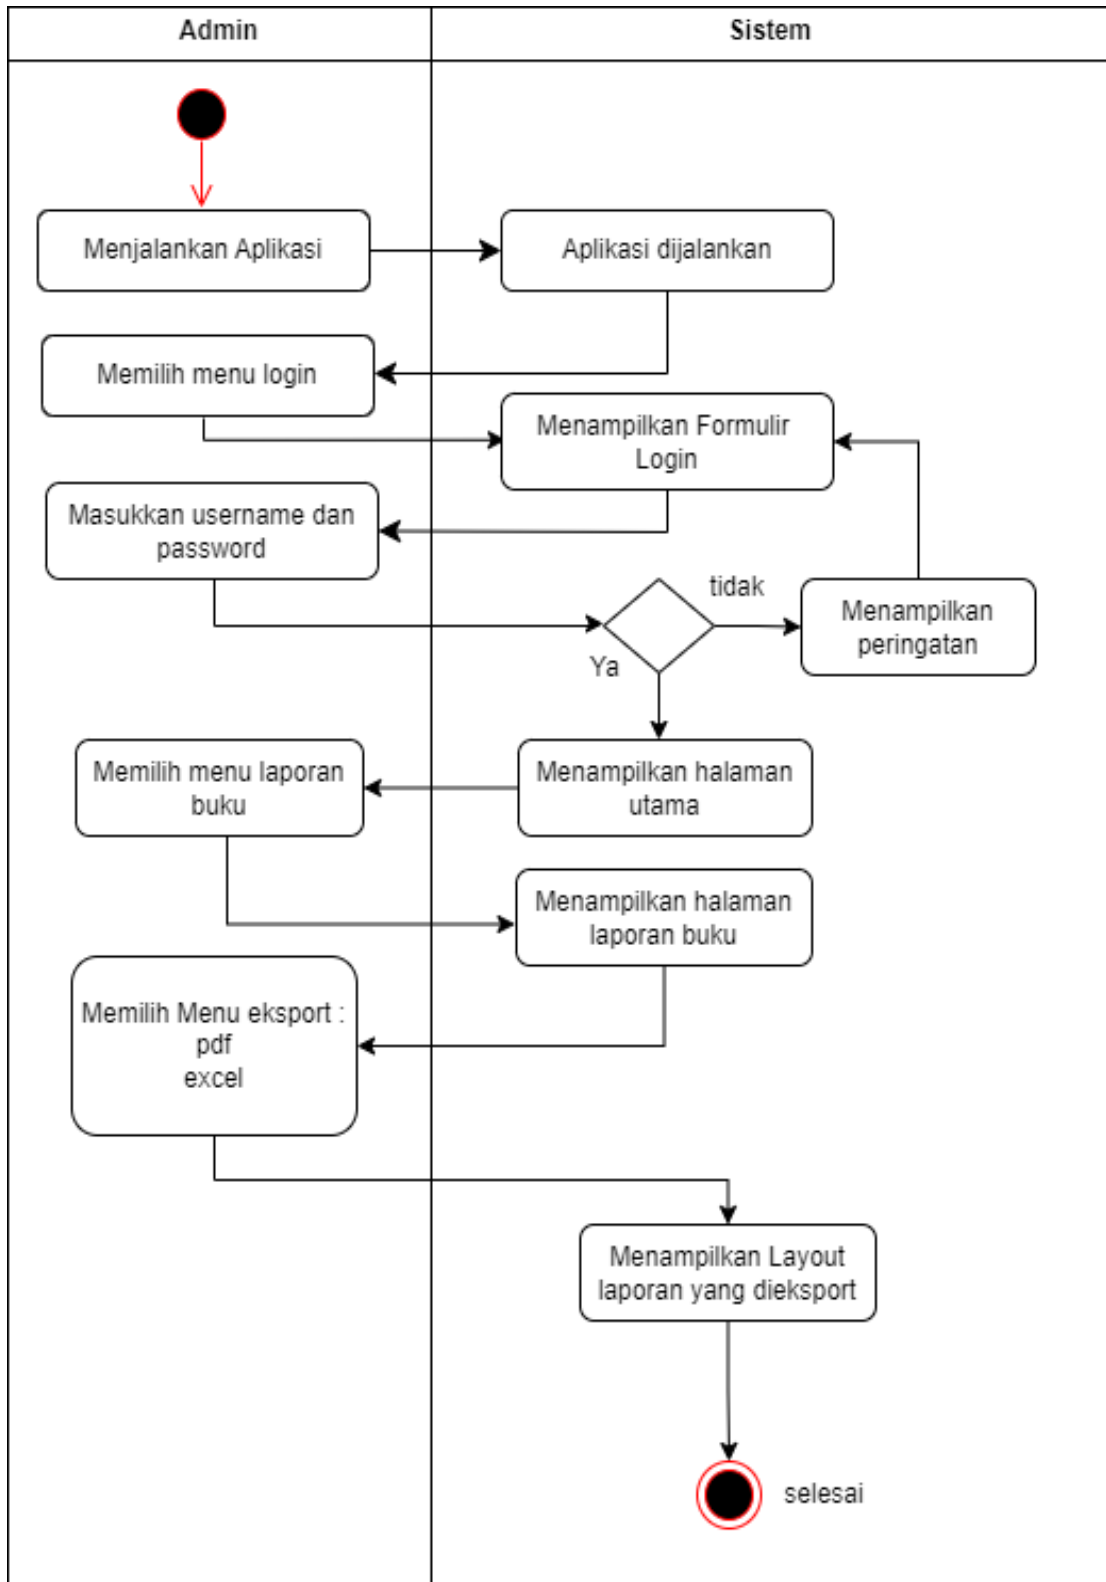 Admin
Sistem
Menjalankan Aplikasi
Aplikasi dijalankan
Memilih menu login
Menampilkan Formulir
Login
Masukkan username dan
password
tidak
Menampilkan
peringatan
Ya
Memilih menu laporan
buku
Menampilkan halaman
utama
Menampilkan halaman
laporan buku
Memilih Menu eksport :
pdf
excel
Menampilkan Layout
laporan yang dieksport
selesai